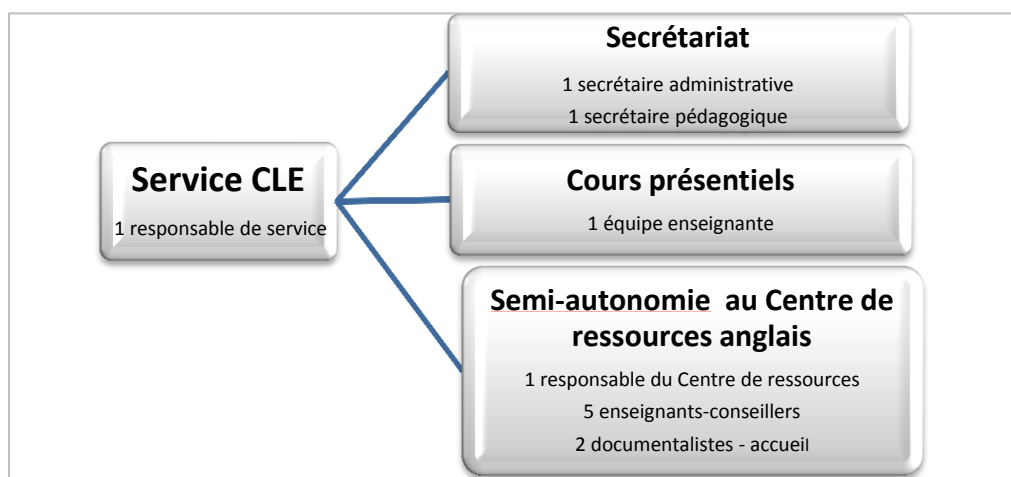 Service CLE
1 responsable de service
Secrétariat
1 secrétaire administrative
1 secrétaire pédagogique
Cours présentiels
1 équipe enseignante
Semi-autonomie au Centre de
ressources anglais
1 responsable du Centre de ressources
5 enseignants-conseillers
2 documentalistes - accueil